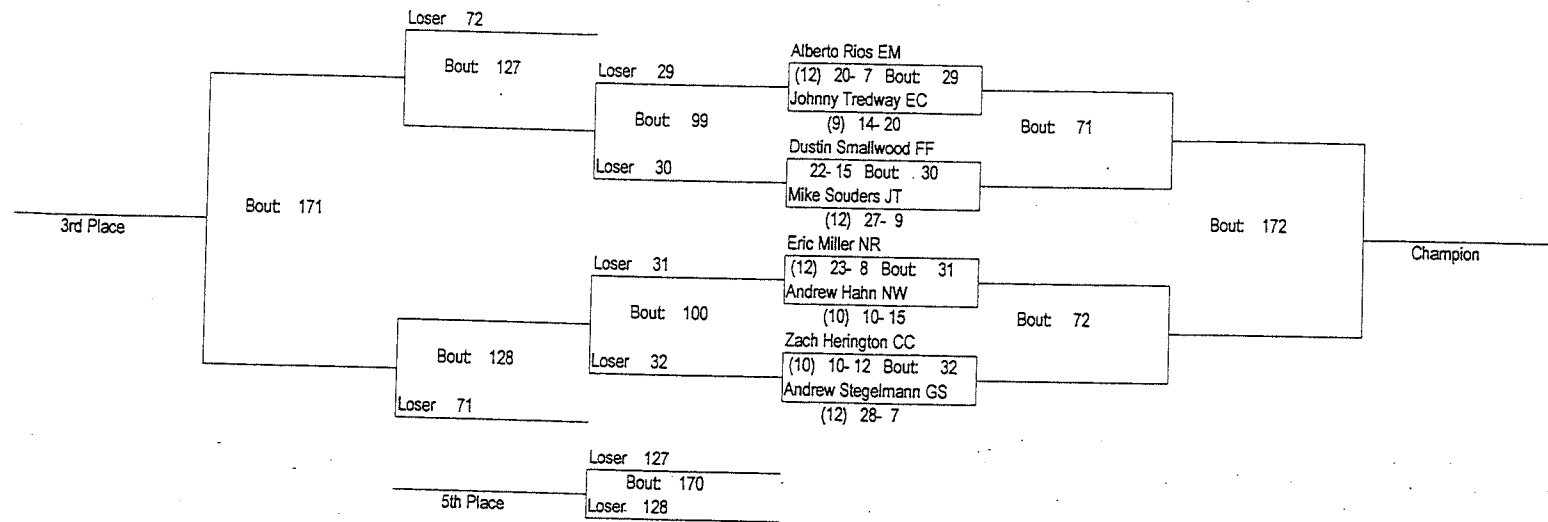 Loser 72
Bout: 127
Loser 29
Bout: 99
Loser 30
Alberto Rios EM
(12) 20- 7 Bout: 29
Johnny Tredway EC
(9) 14- 20
Bout: 71
Dustin Smallwood FF
22- 15 Bout: 30
Mike Souders JT
(12) 27- 9
3rd Place
Bout: 171
Bout: 172
Champion
Loser 31
Bout: 100
Loser 32
Eric Miller NR
(12) 23- 8 Bout: 31
Andrew Hahn NW
(10) 10- 15
Bout: 72
Zach Herington CC
(10) 10- 12 Bout: 32
Andrew Stegelmann GS
(12) 28- 7
Bout: 128
Loser 71
Loser 127
Bout: 170
5th Place
Loser 128